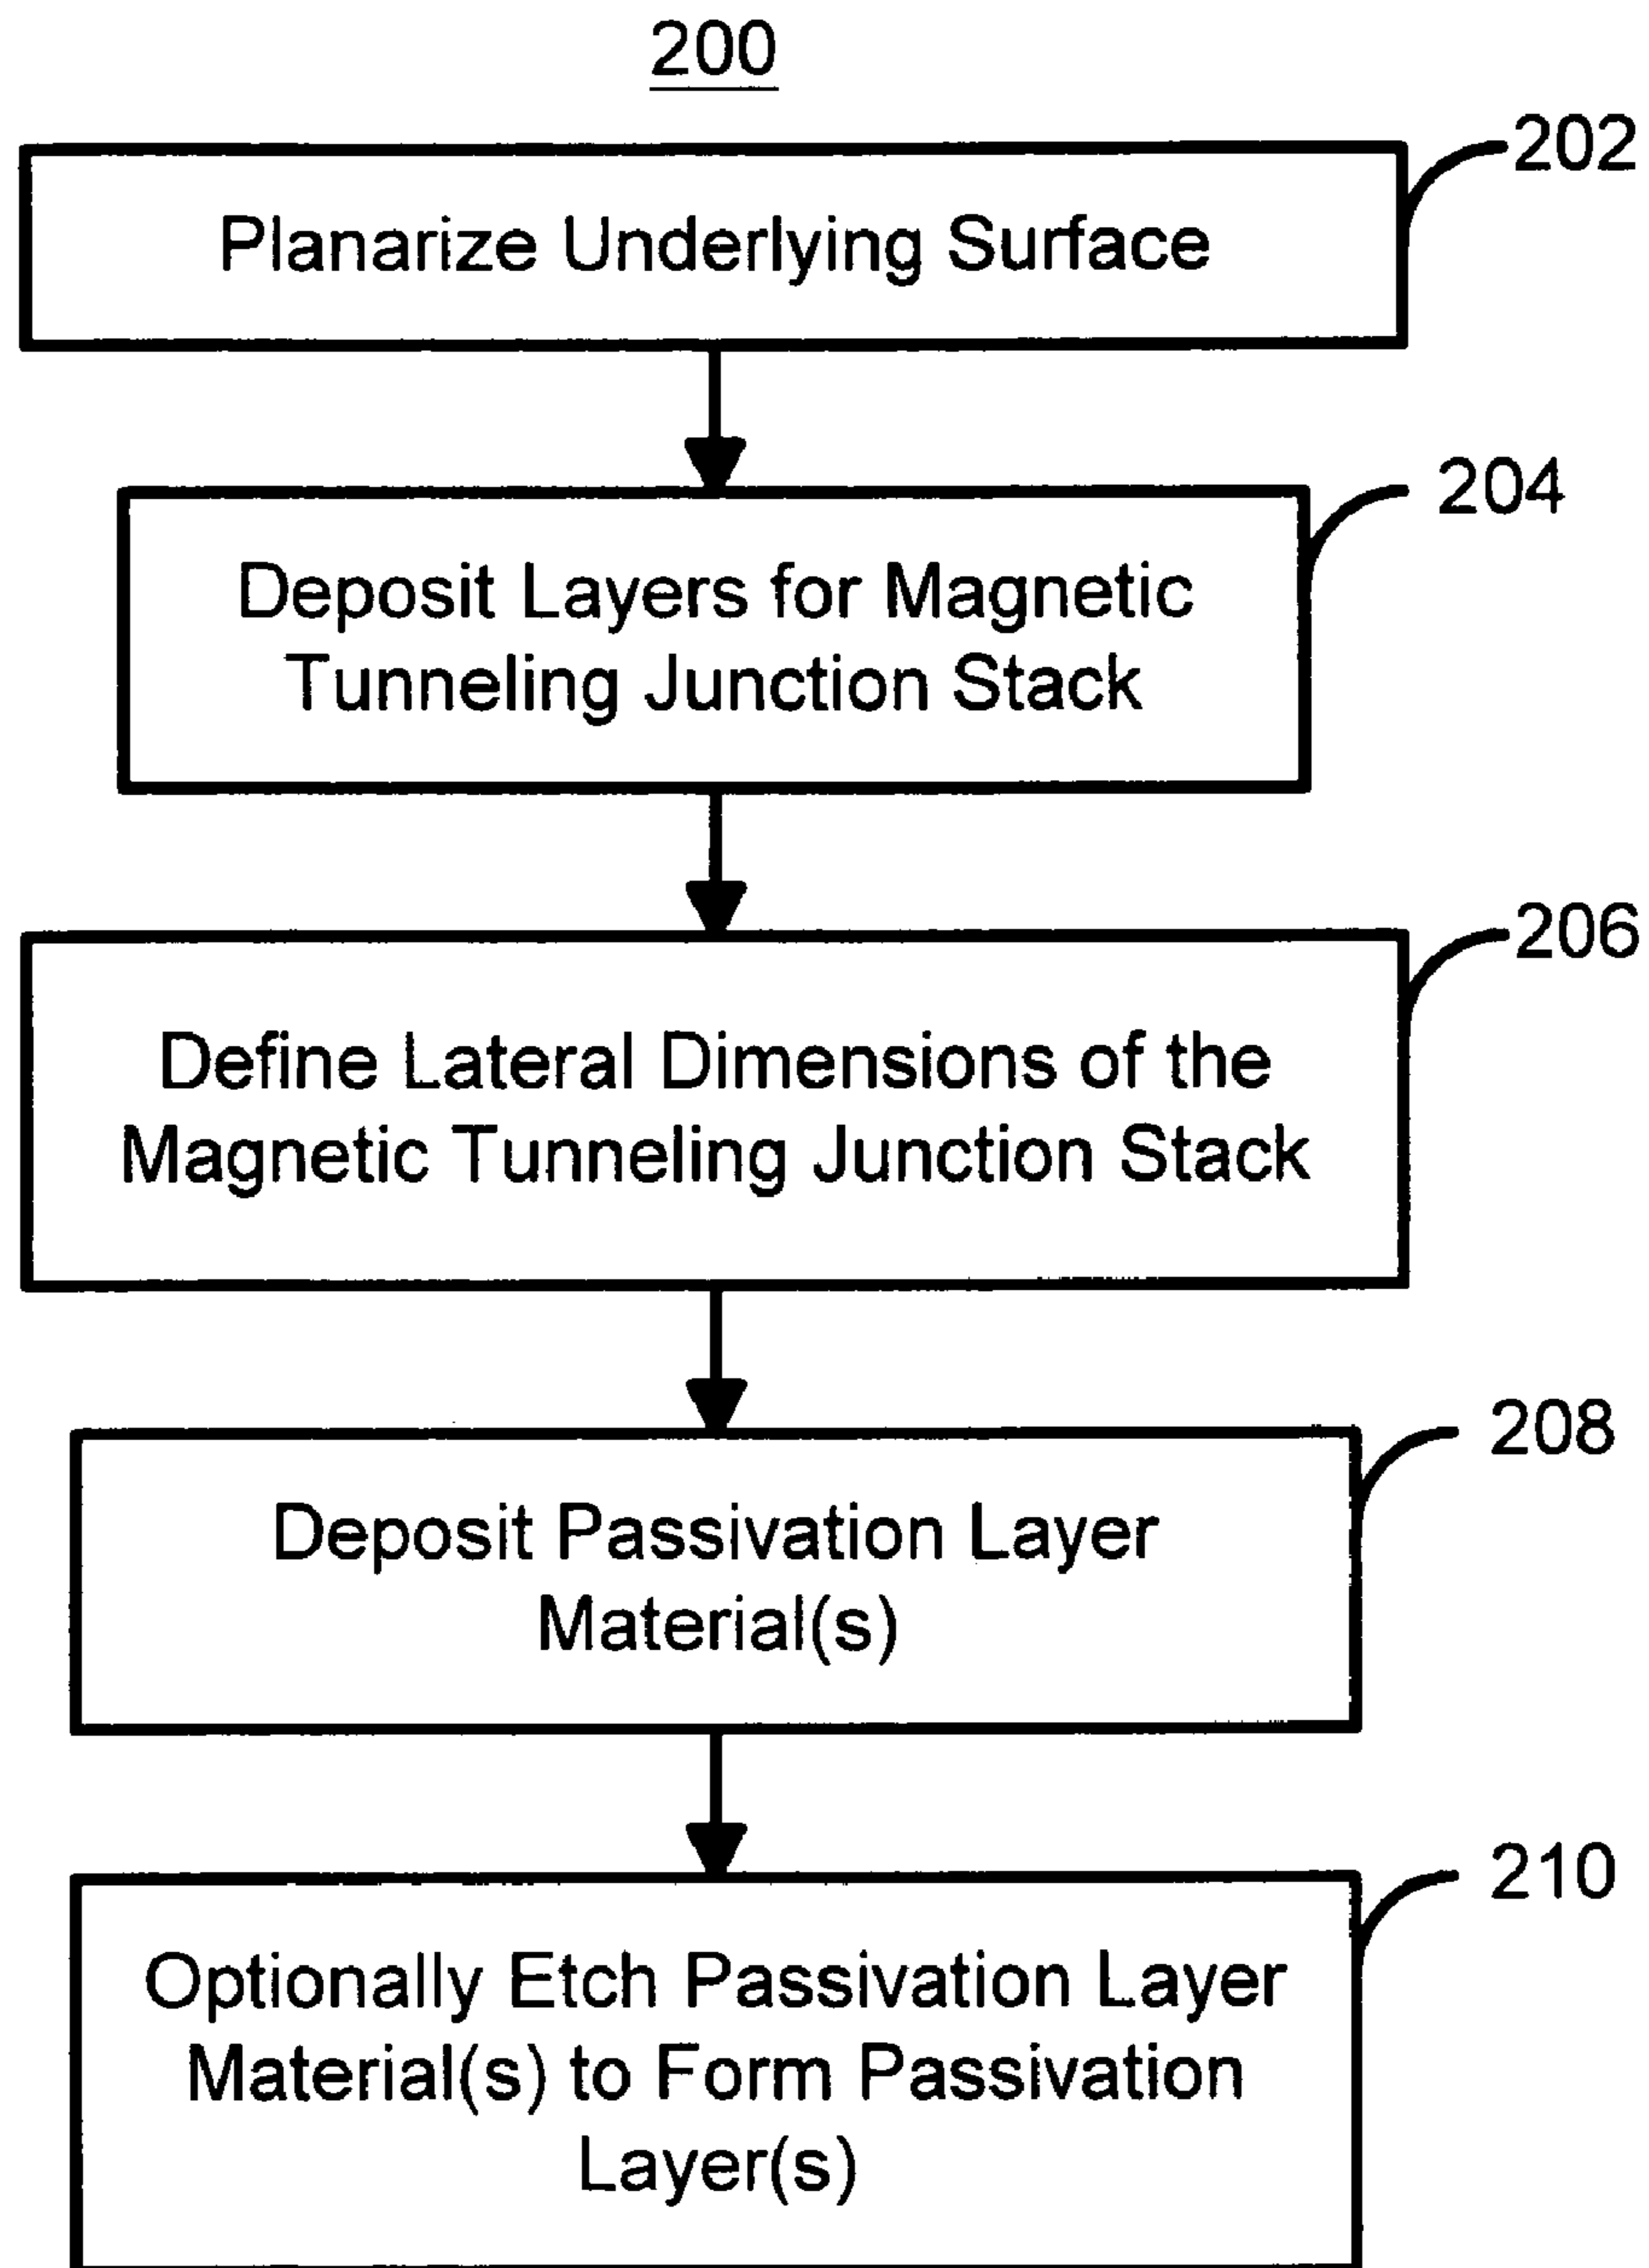 200
202
Planarize Underlying Surface
204
Deposit Layers for Magnetic
Tunneling Junction Stack
206
Define Lateral Dimensions of the
Magnetic Tunneling Junction Stack
208
Deposit Passivation Layer
Material(s)
210
Optionally Etch Passivation Layer
Material(s) to Form Passivation
Layer(s)